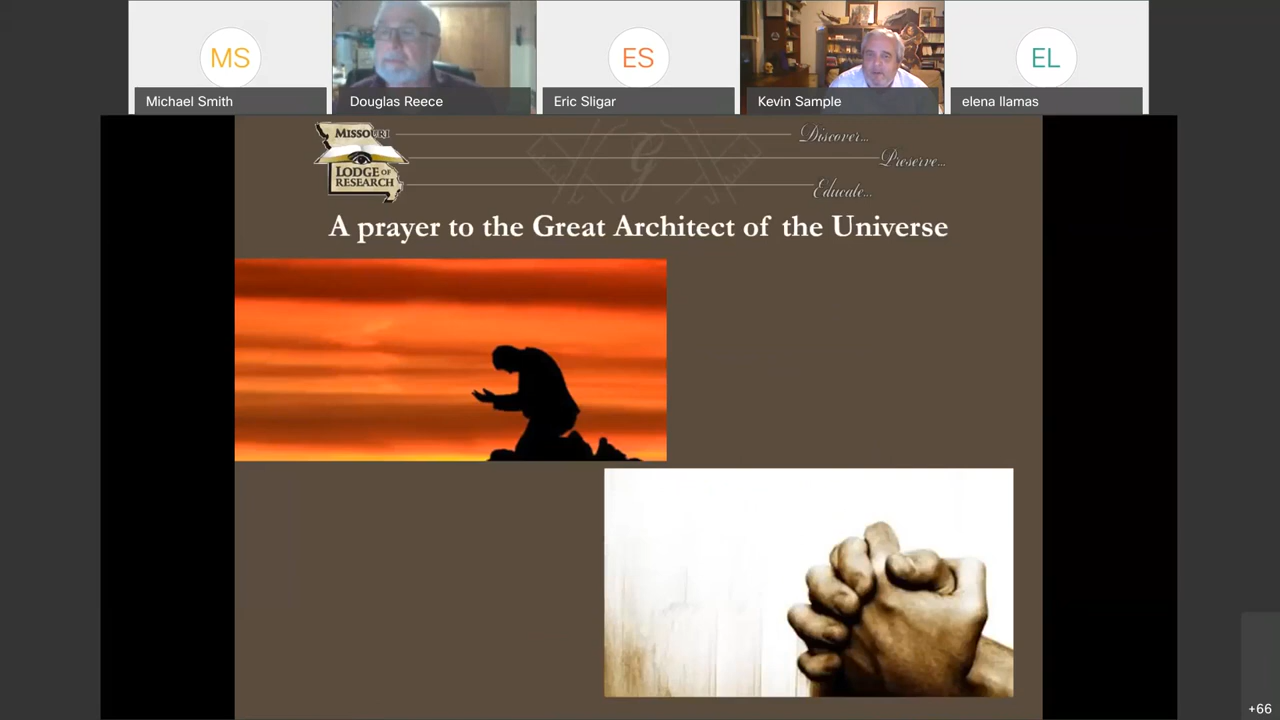 MS
ES
EL
Michael Smith
Douglas Reece
Eric Sligar
Kevin Sample
elena llamas
MISSOURI
LODGE OF
RESEARCH
G
Discover...
Preserve...
Educate...
A prayer to the Great Architect of the Universe
+66